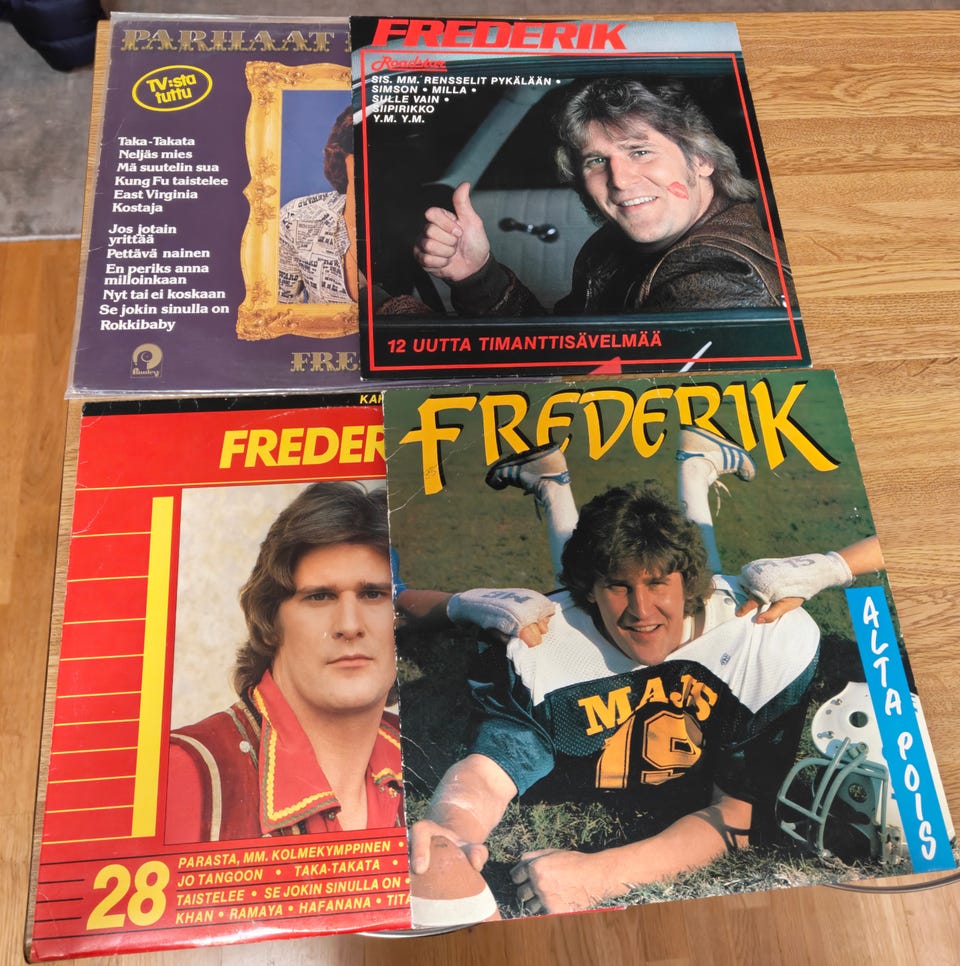 PARHAAT
TV:stä
tuttu
Taka-Takata
Neljäs mies
Mä suutelin sua
Kung Fu taistelee
East Virginia
Kostaja
Jos jotain
yrittää
Pettävä nainen
En periks anna
milloinkaan
Nyt tai ei koskaan
Se jokin sinulla on
Rokkibaby
Finnlevy
FRE
FREDERIK
Roadstar
SIS. MM. RENSSELIT PYKÄLÄÄN •
SIMSON • MILLA •
SULLE VAIN •
SIIPIRIKKO
Y.M. Y.M.
12 UUTTA TIMANTTISÄVELMÄÄ
FREDER
28
PARASTA, MM. KOLMEKYMPPINEN •
JO TANGOON • TAKA-TAKATA •
TAISTELEE • SE JOKIN SINULLA ON •
KHAN • RAMAYA • HAFANANA • TITA
FREDERIK
75
19
ALTA POIS